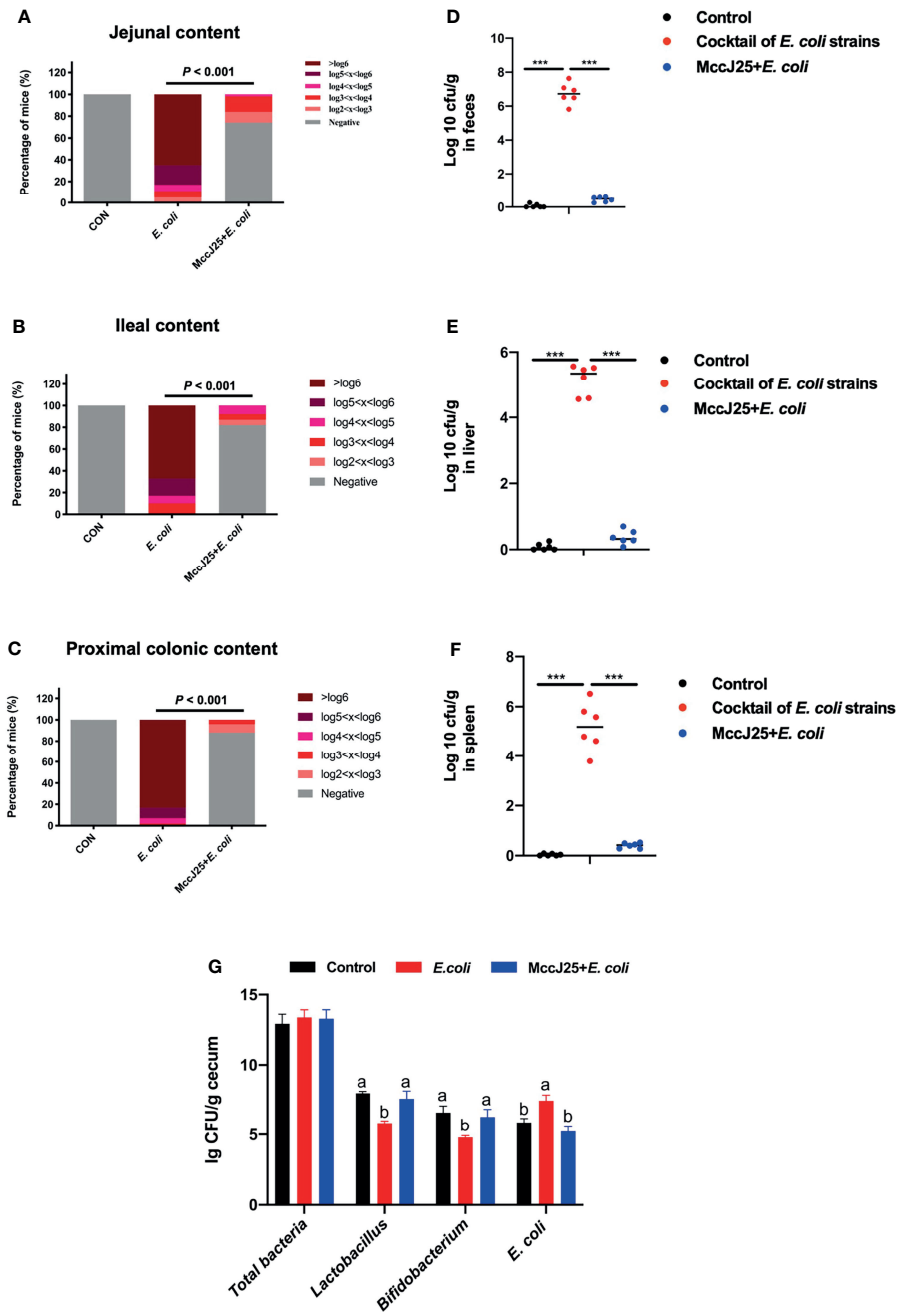 A
Jejunal content
Percentage of mice (%)
120
100
80
60
40
20
0
P < 0.001
CON
E. coli
MccJ25+E. coli
>log6
log5<x<log6
log4<x<log5
log3<x<log4
log2<x<log3
Negative
D
Log 10 cfu/g
in feces
10
8
6
4
2
0
*** ***
Control
Cocktail of E. coli strains
MccJ25+E. coli
B
Ileal content
Percentage of mice (%)
120
100
80
60
40
20
0
P < 0.001
CON
E. coli
MccJ25+E. coli
>log6
log5<x<log6
log4<x<log5
log3<x<log4
log2<x<log3
Negative
E
Log 10 cfu/g
in liver
6
4
2
0
*** ***
Control
Cocktail of E. coli strains
MccJ25+E. coli
C
Proximal colonic content
Percentage of mice (%)
120
100
80
60
40
20
0
P < 0.001
CON
E. coli
MccJ25+E. coli
>log6
log5<x<log6
log4<x<log5
log3<x<log4
log2<x<log3
Negative
F
Log 10 cfu/g
in spleen
8
6
4
2
0
*** ***
Control
Cocktail of E. coli strains
MccJ25+E. coli
G
Control E.coli MccJ25+E. coli
lg CFU/g cecum
15
10
5
0
a b a a b a b a b
Total bacteria
Lactobacillus
Bifidobacterium
E. coli